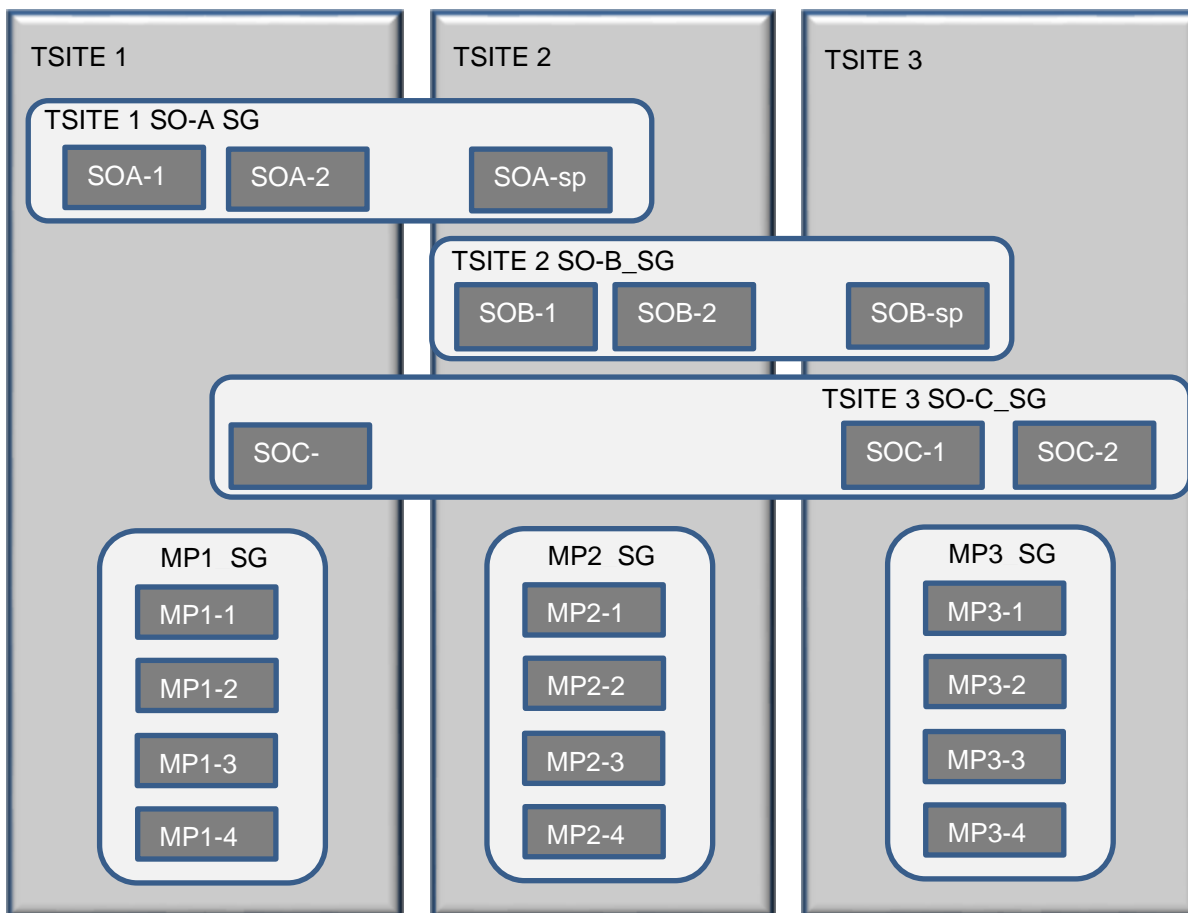 TSITE 1
TSITE 2
TSITE 3
TSITE 1 SO-A SG
SOA-1
SOA-2
SOA-sp
TSITE 2 SO-B_SG
SOB-1
SOB-2
SOB-sp
TSITE 3 SO-C_SG
SOC-
SOC-1
SOC-2
MP1 SG
MP1-1
MP1-2
MP1-3
MP1-4
MP2 SG
MP2-1
MP2-2
MP2-3
MP2-4
MP3 SG
MP3-1
MP3-2
MP3-3
MP3-4